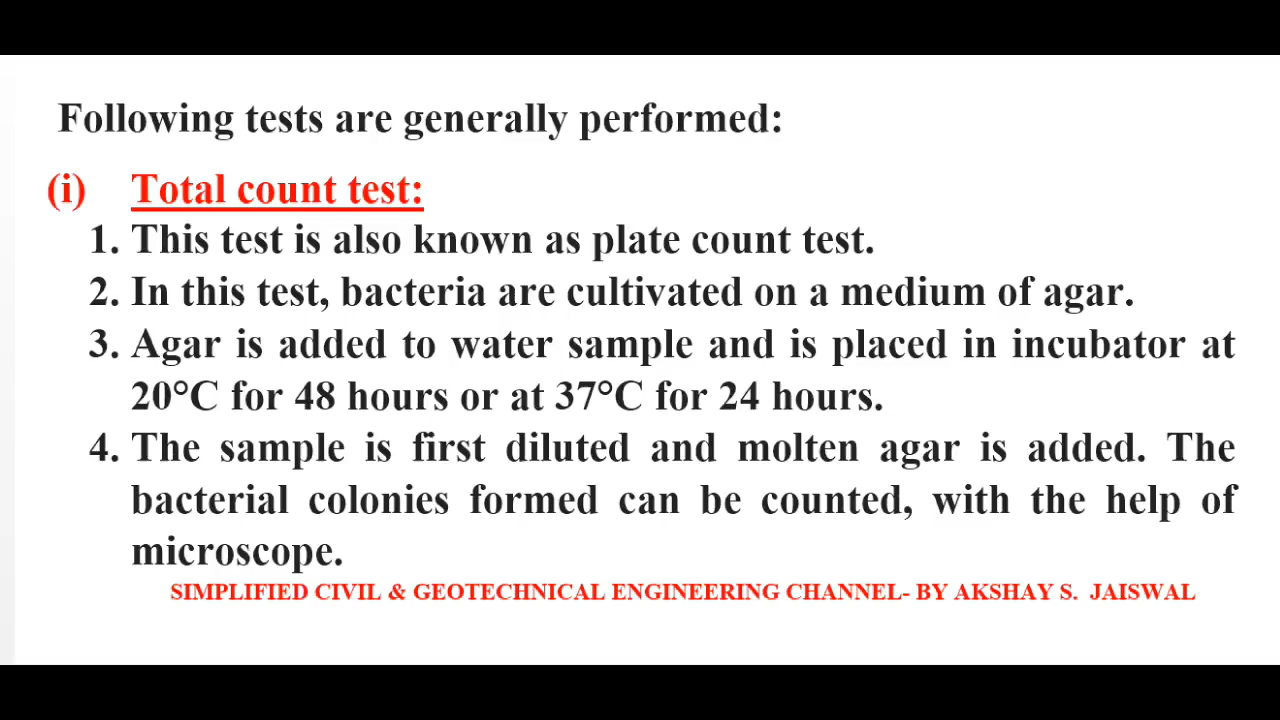 Following tests are generally performed:
(i) Total count test:
1. This test is also known as plate count test.
2. In this test, bacteria are cultivated on a medium of agar.
3. Agar is added to water sample and is placed in incubator at
20°C for 48 hours or at 37°C for 24 hours.
4. The sample is first diluted and molten agar is added. The
bacterial colonies formed can be counted, with the help of
microscope.
SIMPLIFIED CIVIL & GEOTECHNICAL ENGINEERING CHANNEL- BY AKSHAY S. JAISWAL